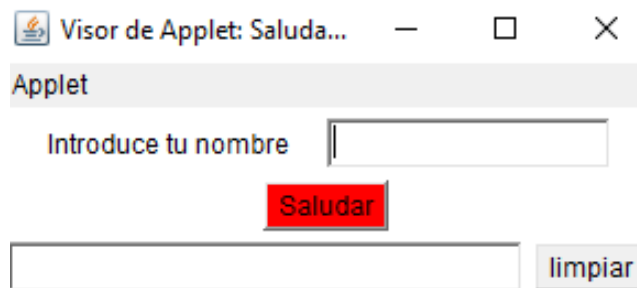 Visor de Applet: Saluda...
Applet
Introduce tu nombre
Saludar
limpiar